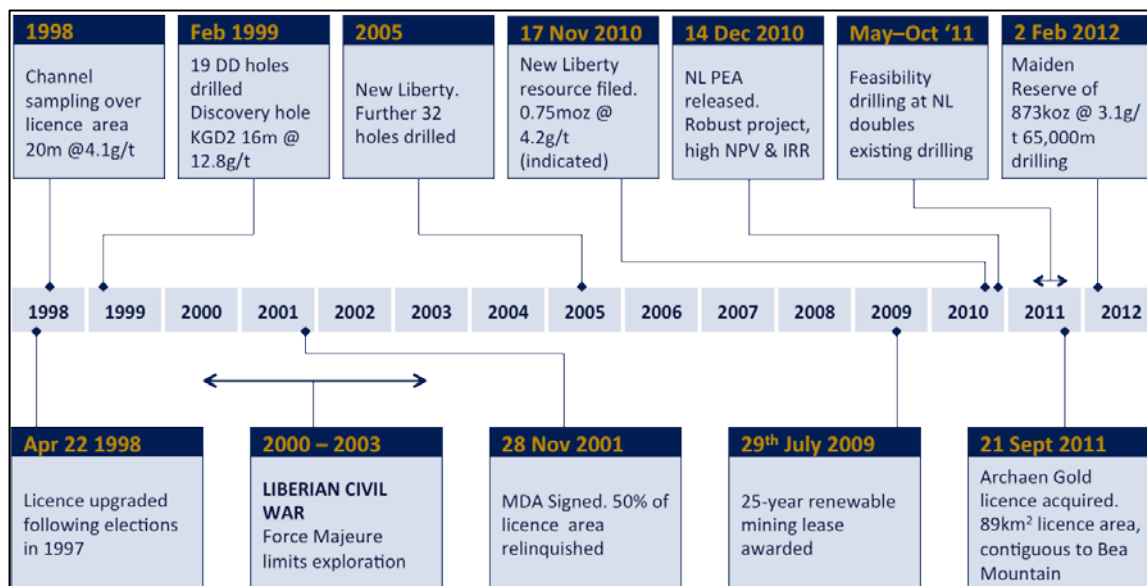 1998
Channel
sampling over
licence area
20m @4.1g/t
Feb 1999
19 DD holes
drilled
Discovery hole
KGD2 16m @
12.8g/t
2005
New Liberty.
Further 32
holes drilled
17 Nov 2010
New Liberty
resource filed.
0.75moz @
4.2g/t
(indicated)
14 Dec 2010
NL PEA
released.
Robust project,
high NPV & IRR
May–Oct ‘11
Feasibility
drilling at NL
doubles
existing drilling
2 Feb 2012
Maiden
Reserve of
873koz @ 3.1g/
t 65,000m
drilling
1998 1999 2000 2001 2002 2003 2004 2005 2006 2007 2008 2009 2010 2011 2012
Apr 22 1998
Licence upgraded
following elections
in 1997
2000 – 2003
LIBERIAN CIVIL
WAR
Force Majeure
limits exploration
28 Nov 2001
MDA Signed. 50% of
licence area
relinquished
29th July 2009
25-year renewable
mining lease
awarded
21 Sept 2011
Archaen Gold
licence acquired.
89km² licence area,
contiguous to Bea
Mountain